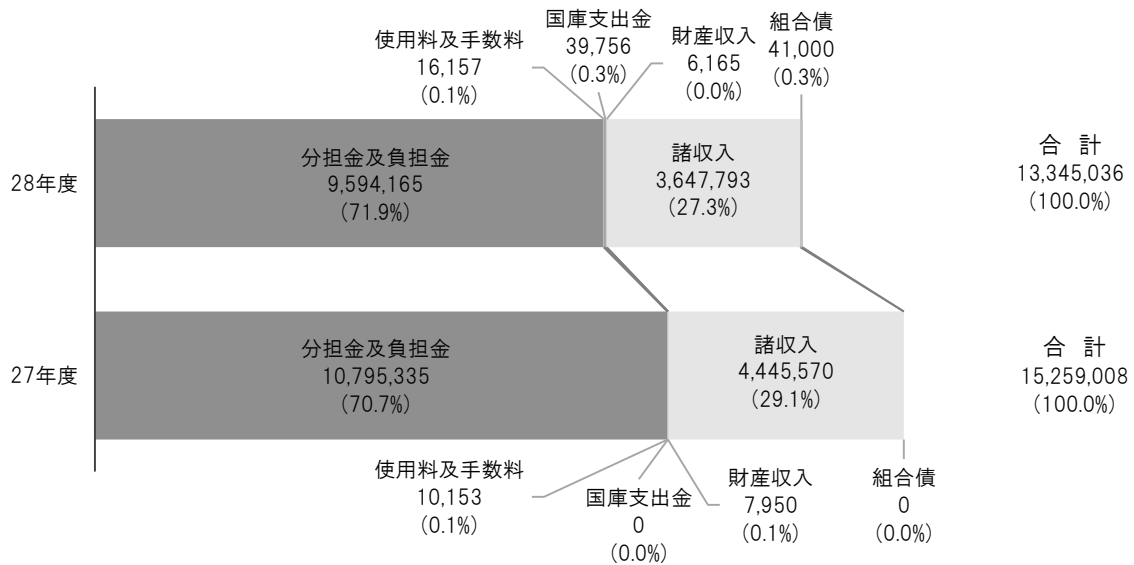 国庫支出金
39,756
(0.3%)
使用料及手数料
16,157
(0.1%)
財産収入
6,165
(0.0%)
組合債
41,000
(0.3%)
28年度
分担金及負担金
9,594,165
(71.9%)
諸収入
3,647,793
(27.3%)
合 計
13,345,036
(100.0%)
27年度
分担金及負担金
10,795,335
(70.7%)
諸収入
4,445,570
(29.1%)
合 計
15,259,008
(100.0%)
使用料及手数料
10,153
(0.1%)
国庫支出金
0
(0.0%)
財産収入
7,950
(0.1%)
組合債
0
(0.0%)